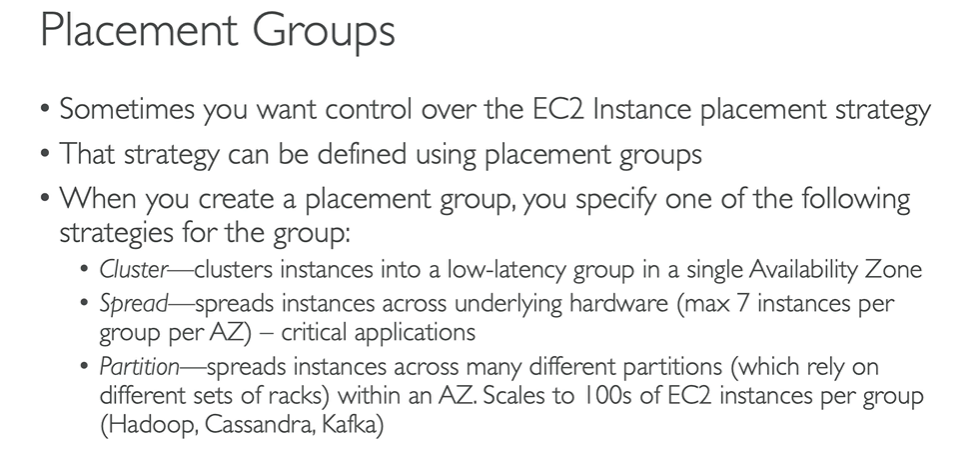 Placement Groups
• Sometimes you want control over the EC2 Instance placement strategy
• That strategy can be defined using placement groups
• When you create a placement group, you specify one of the following
strategies for the group:
• Cluster—clusters instances into a low-latency group in a single Availability Zone
• Spread—spreads instances across underlying hardware (max 7 instances per
group per AZ) – critical applications
• Partition—spreads instances across many different partitions (which rely on
different sets of racks) within an AZ. Scales to 100s of EC2 instances per group
(Hadoop, Cassandra, Kafka)